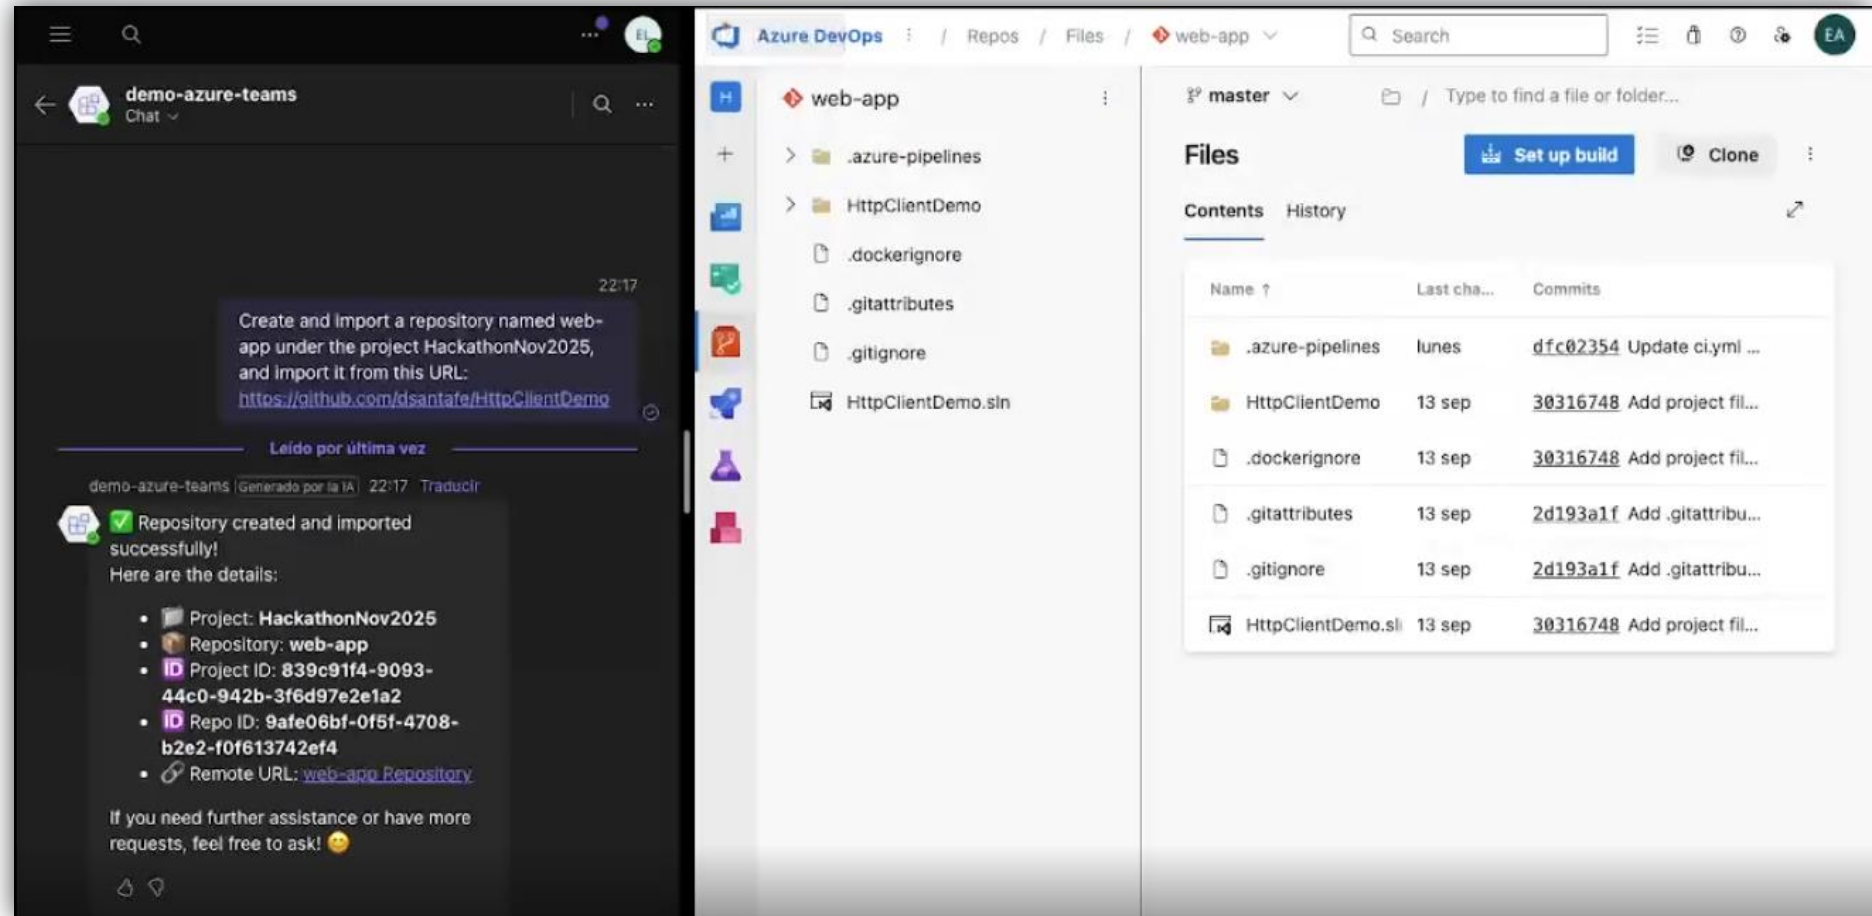 EL
demo-azure-teams
Chat
22:17
Create and import a repository named web-
app under the project HackathonNov2025,
and import it from this URL:
https://github.com/dsantafe/HttpClientDemo
Leído por última vez
demo-azure-teams Generado por la IA 22:17 Traducir
✅ Repository created and imported
successfully!
Here are the details:
• Project: HackathonNov2025
• Repository: web-app
• ID Project ID: 839c91f4-9093-
44c0-942b-3f6d97e2e1a2
• ID Repo ID: 9afe06bf-0f5f-4708-
b2e2-f0f613742ef4
• Remote URL: web-app Repository
If you need further assistance or have more
requests, feel free to ask! 😊
Azure DevOps / Repos / Files / web-app
Search
EA
H
web-app
.azure-pipelines
HttpClientDemo
.dockerignore
.gitattributes
.gitignore
HttpClientDemo.sln
master / Type to find a file or folder...
Files
Set up build
Clone
Contents History
Name ↑ Last cha... Commits
.azure-pipelines lunes dfc02354 Update ci.yml ...
HttpClientDemo 13 sep 30316748 Add project fil...
.dockerignore 13 sep 30316748 Add project fil...
.gitattributes 13 sep 2d193a1f Add .gitattribu...
.gitignore 13 sep 2d193a1f Add .gitattribu...
HttpClientDemo.sl 13 sep 30316748 Add project fil...